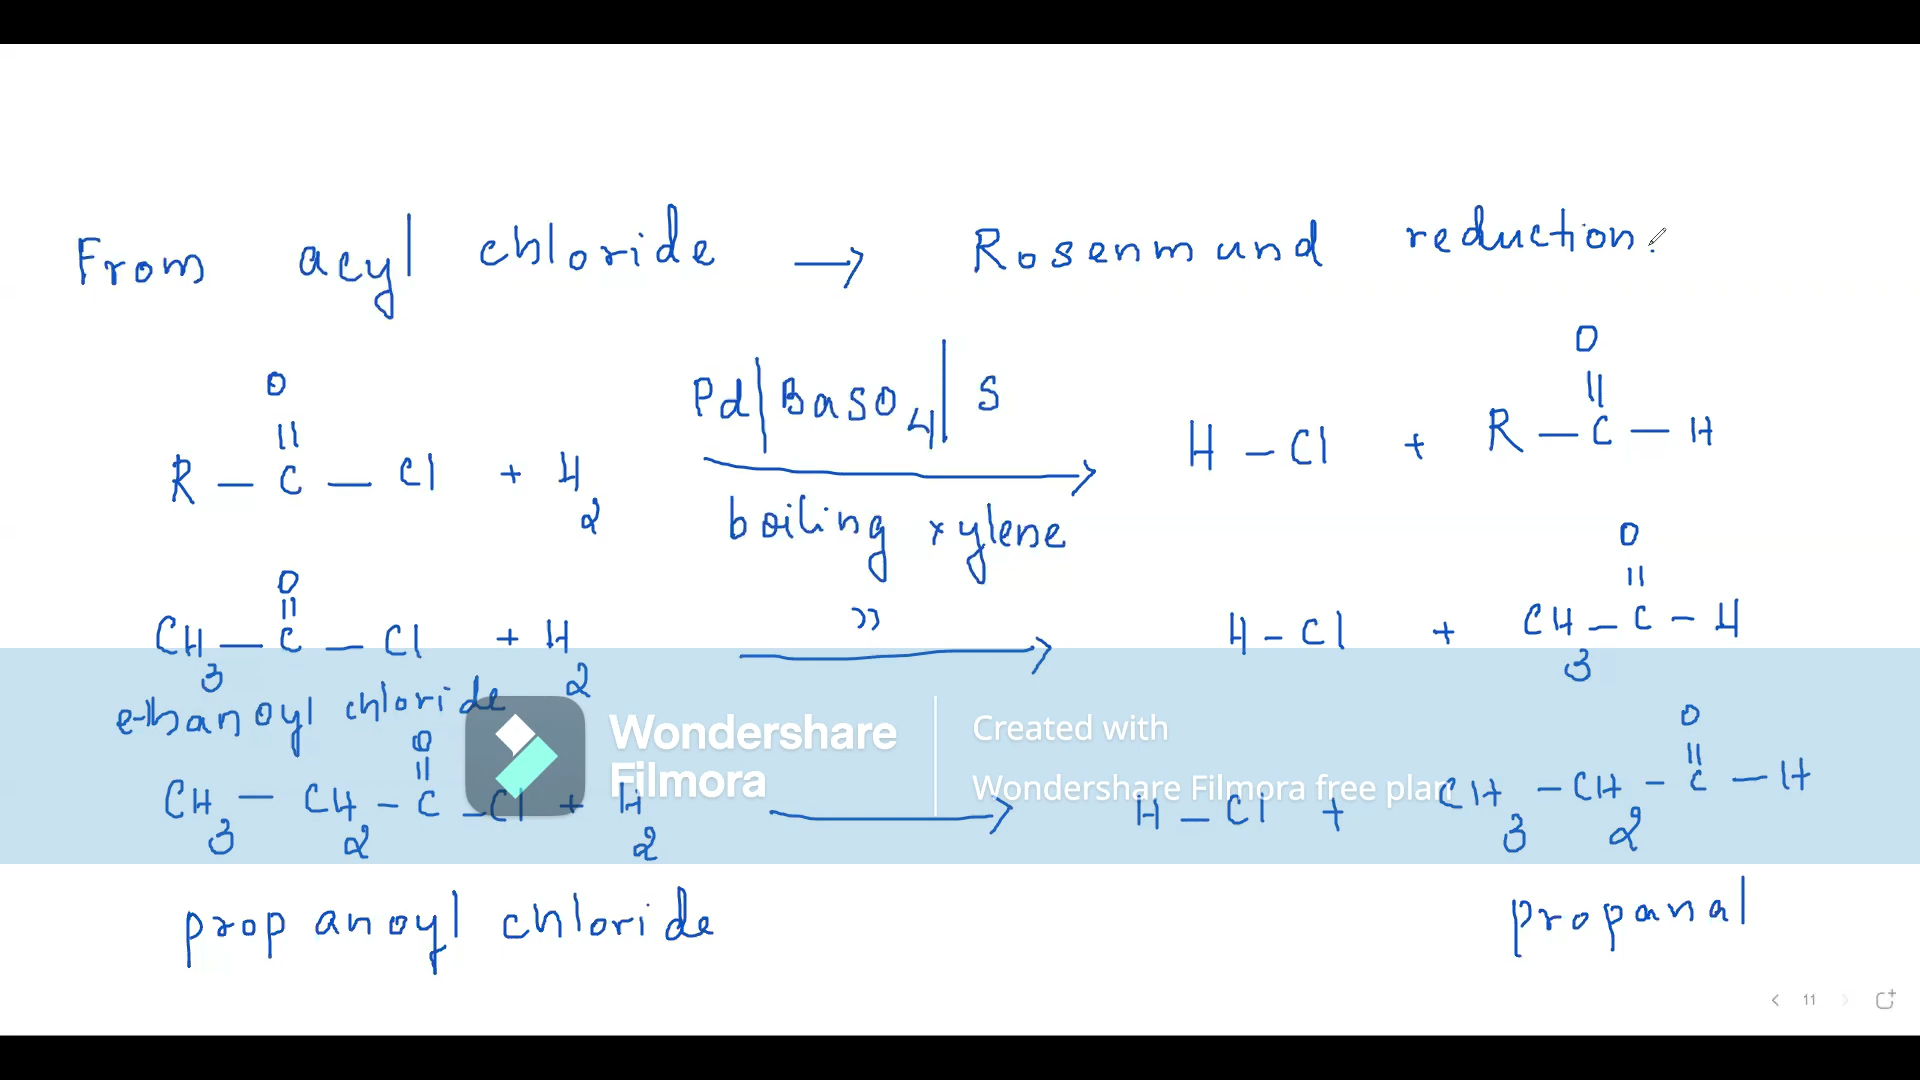 From acyl chloride → Rosenmund reduction.
O
O
Pd|BaSO4|S
R — C — Cl + H2 → H – Cl + R — C — H
boiling xylene
O
O
"
CH3 — C — Cl + H2 → H – Cl + CH3 – C – H
ethanoyl chloride
Wondershare Filmora
Created with
Wondershare Filmora free plan
O
O
CH3 — CH2 – C – Cl + H2 → H – Cl + CH3 – CH2 – C – H
propanoyl chloride propanal
< 11 >